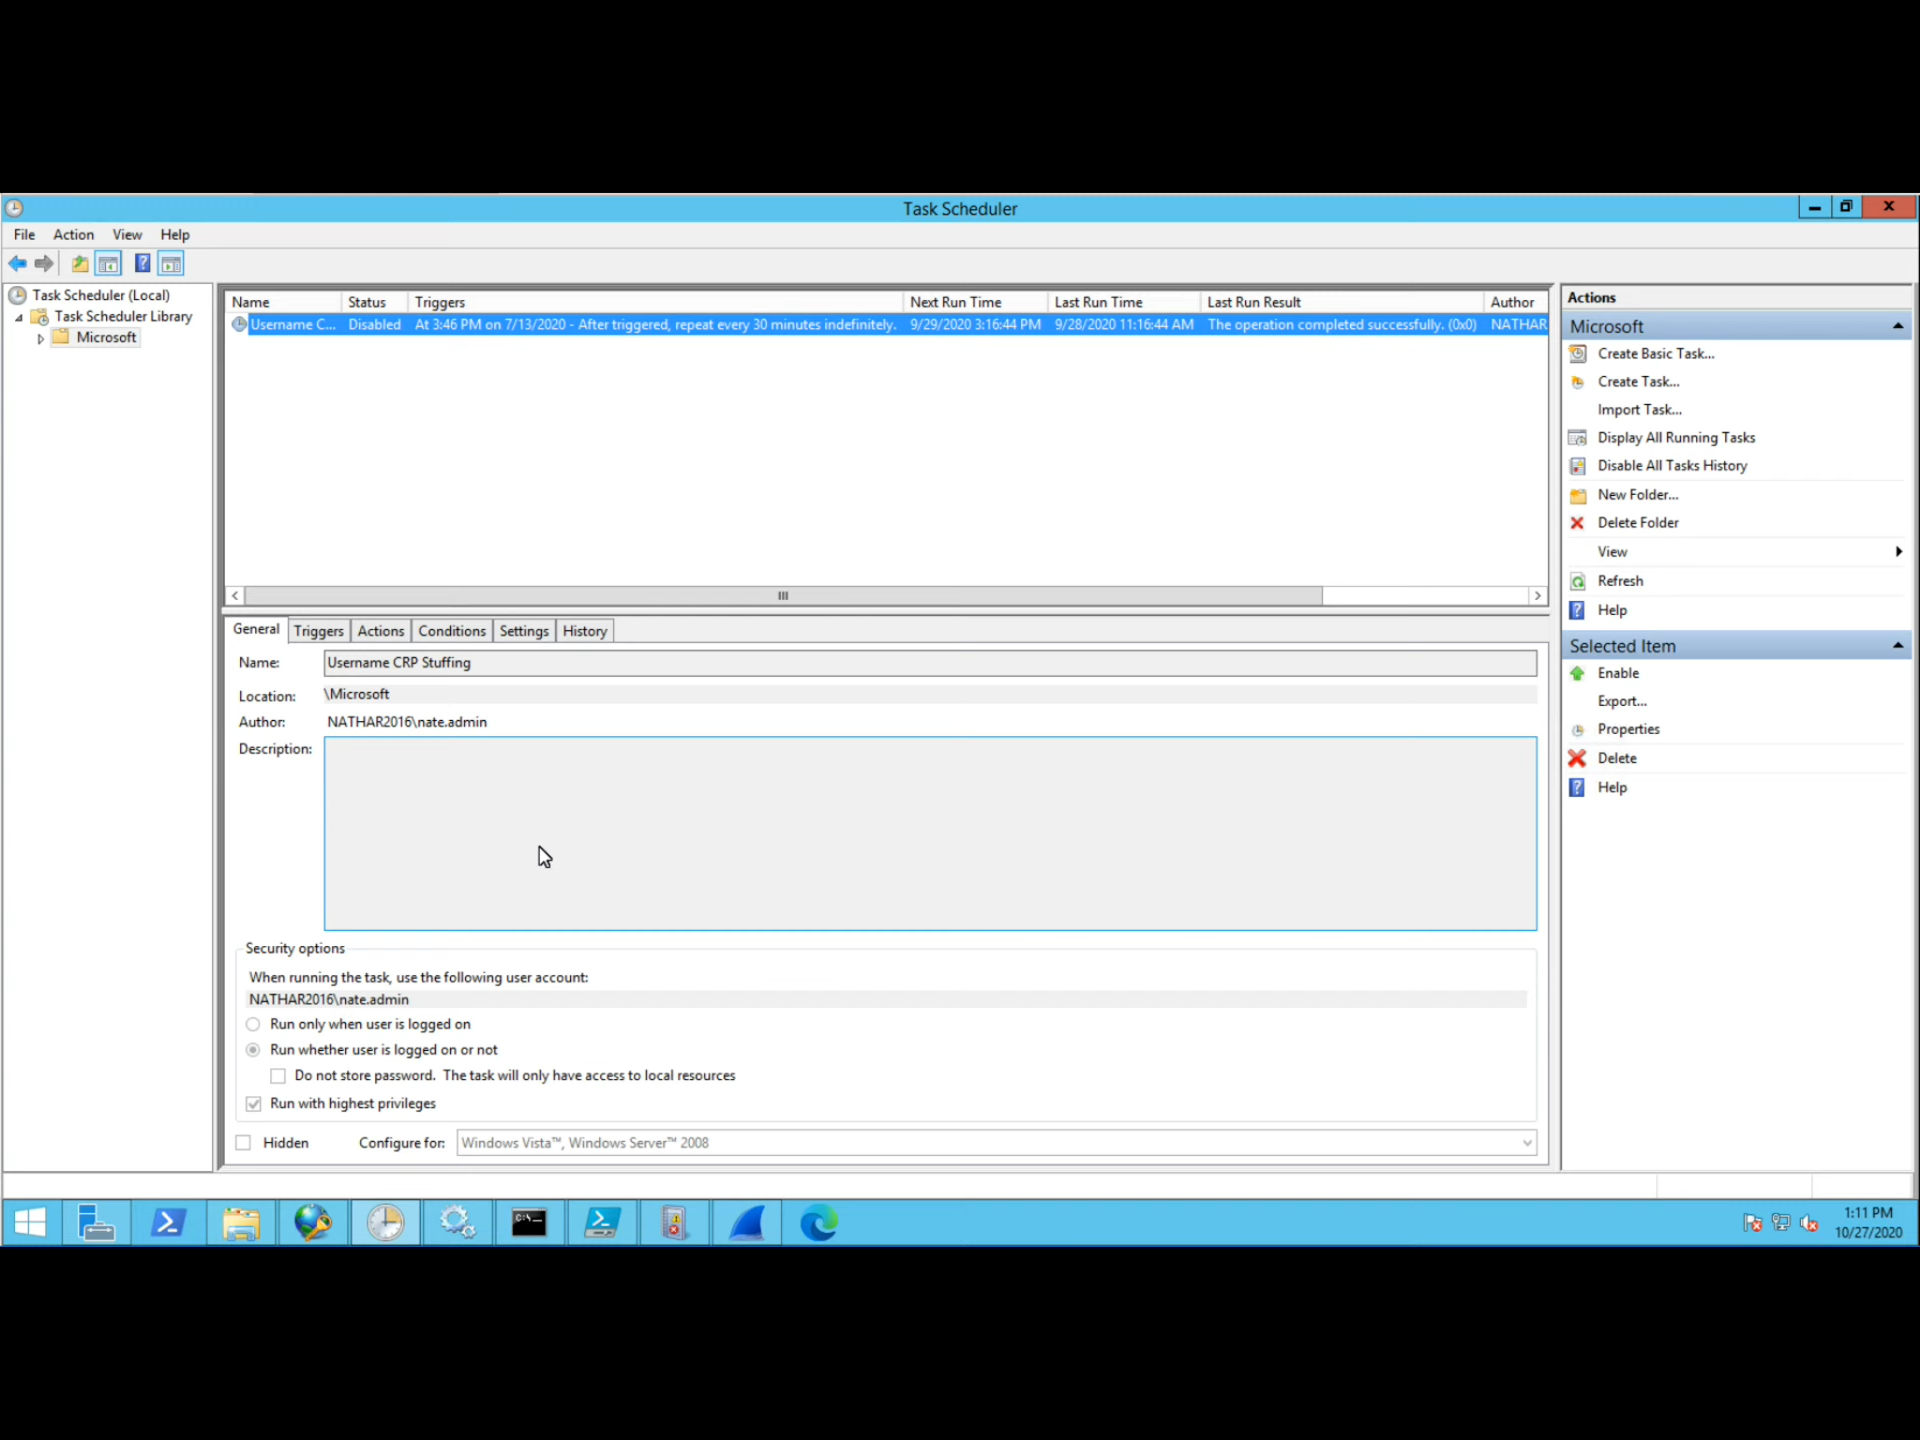 Task Scheduler
File Action View Help
Task Scheduler (Local)
Task Scheduler Library
Microsoft
Name Status Triggers Next Run Time Last Run Time Last Run Result Author
Username C... Disabled At 3:46 PM on 7/13/2020 - After triggered, repeat every 30 minutes indefinitely. 9/29/2020 3:16:44 PM 9/28/2020 11:16:44 AM The operation completed successfully. (0x0) NATHAR
General Triggers Actions Conditions Settings History
Name: Username CRP Stuffing
Location: \Microsoft
Author: NATHAR2016\nate.admin
Description:
Security options
When running the task, use the following user account:
NATHAR2016\nate.admin
Run only when user is logged on
Run whether user is logged on or not
Do not store password. The task will only have access to local resources
Run with highest privileges
Hidden Configure for: Windows Vista™, Windows Server™ 2008
Actions
Microsoft
Create Basic Task...
Create Task...
Import Task...
Display All Running Tasks
Disable All Tasks History
New Folder...
Delete Folder
View
Refresh
Help
Selected Item
Enable
Export...
Properties
Delete
Help
1:11 PM
10/27/2020